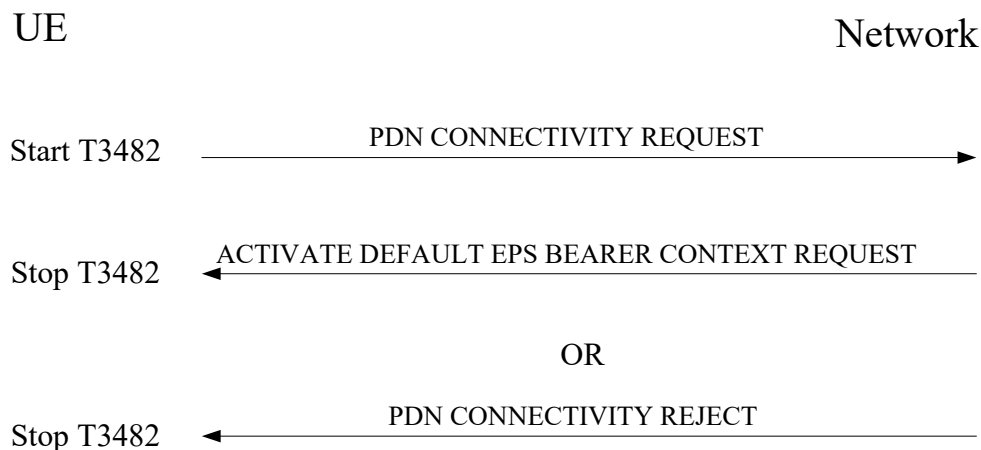 UE
Network
Start T3482
PDN CONNECTIVITY REQUEST
Stop T3482
ACTIVATE DEFAULT EPS BEARER CONTEXT REQUEST
OR
Stop T3482
PDN CONNECTIVITY REJECT